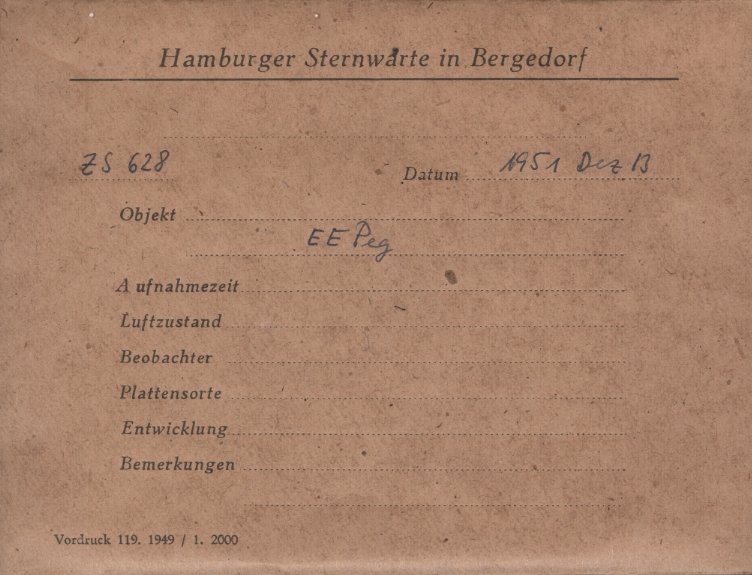 Hamburger Sternwarte in Bergedorf
ZS 628 Datum 1951 Dez 13
Objekt
EE Peg
Aufnahmezeit
Luftzustand
Beobachter
Plattensorte
Entwicklung
Bemerkungen
Vordruck 119. 1949 / 1. 2000